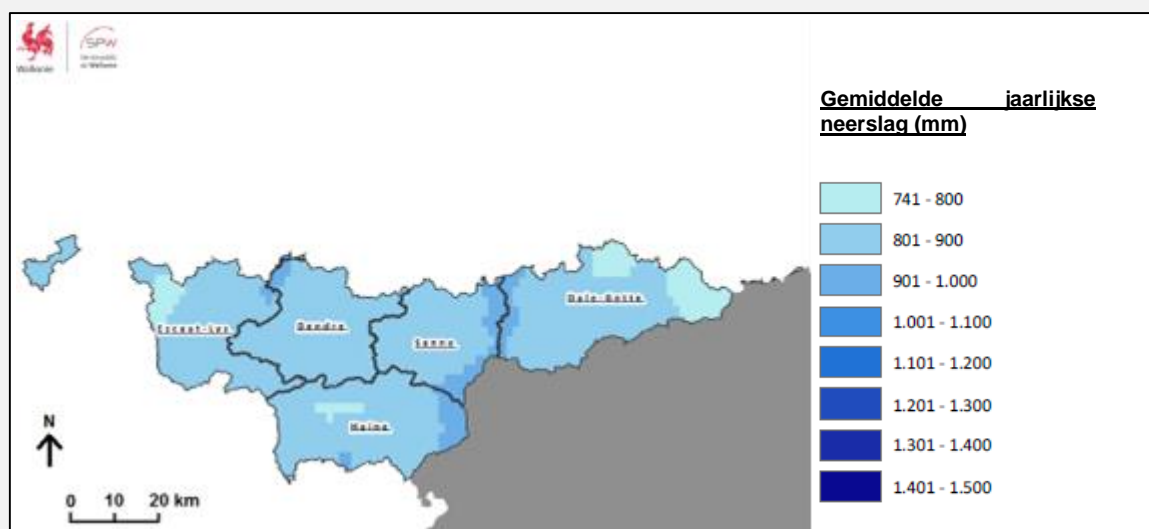 Wallonie
SPW
Gemiddelde jaarlijkse
neerslag (mm)
741 - 800
801 - 900
901 - 1.000
1.001 - 1.100
1.101 - 1.200
1.201 - 1.300
1.301 - 1.400
1.401 - 1.500
Escaut-Lys
Dendre
Senne
Dyle-Gette
Haine
N
0 10 20 km